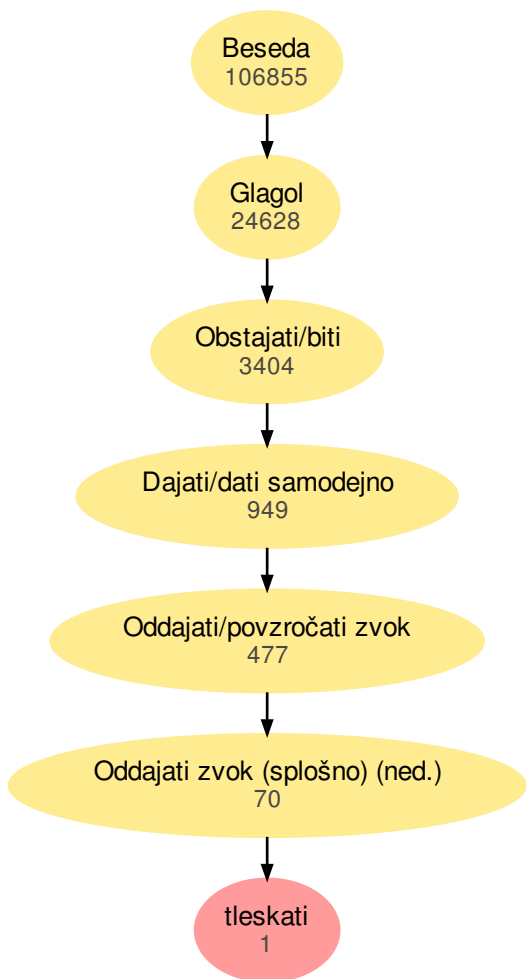 Beseda
106855
Glagol
24628
Obstajati/biti
3404
Dajati/dati samodejno
949
Oddajati/povzročati zvok
477
Oddajati zvok (splošno) (ned.)
70
tleskati
1